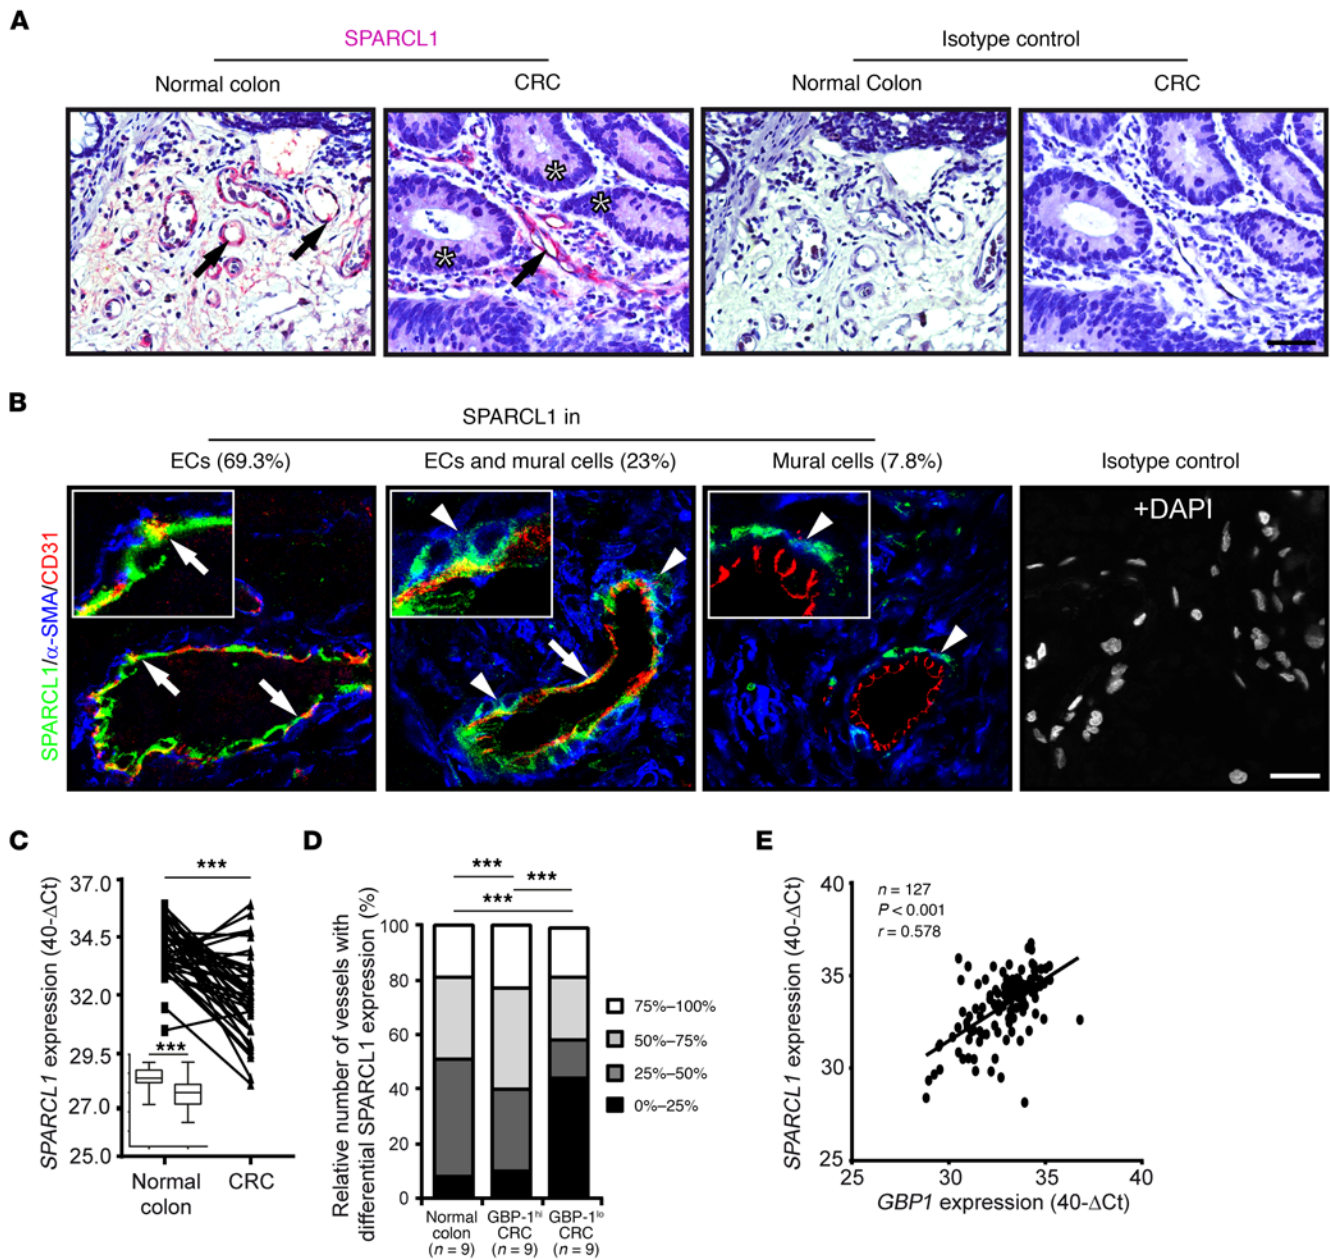 A
SPARCL1
Isotype control
Normal colon
CRC
Normal Colon
CRC
*
*
*
B
SPARCL1 in
ECs (69.3%)
ECs and mural cells (23%)
Mural cells (7.8%)
Isotype control
SPARCL1/α-SMA/CD31
+DAPI
C
SPARCL1 expression (40-ΔCt)
37.0
34.5
32.0
29.5
27.0
25.0
***
***
Normal
colon
CRC
D
Relative number of vessels with
differential SPARCL1 expression (%)
100
80
60
40
20
0
***
***
***
75%–100%
50%–75%
25%–50%
0%–25%
Normal
colon
(n = 9)
GBP-1hi
CRC
(n = 9)
GBP-1lo
CRC
(n = 9)
E
SPARCL1 expression (40-ΔCt)
40
35
30
25
n = 127
P < 0.001
r = 0.578
25
30
35
40
GBP1 expression (40-ΔCt)